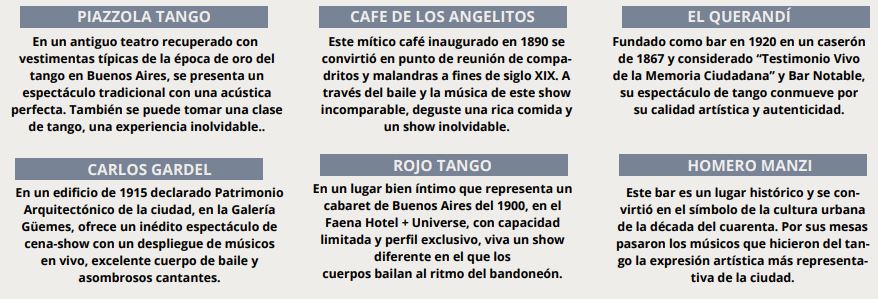 PIAZZOLA TANGO
En un antiguo teatro recuperado con
vestimentas típicas de la época de oro del
tango en Buenos Aires, se presenta un
espectáculo tradicional con una acústica
perfecta. También se puede tomar una clase
de tango, una experiencia inolvidable..
CAFE DE LOS ANGELITOS
Este mítico café inaugurado en 1890 se
convirtió en punto de reunión de compa-
dritos y malandras a fines de siglo XIX. A
través del baile y la música de este show
incomparable, deguste una rica comida y
un show inolvidable.
EL QUERANDÍ
Fundado como bar en 1920 en un caserón
de 1867 y considerado “Testimonio Vivo
de la Memoria Ciudadana” y Bar Notable,
su espectáculo de tango conmueve por
su calidad artística y autenticidad.
CARLOS GARDEL
En un edificio de 1915 declarado Patrimonio
Arquitectónico de la ciudad, en la Galería
Güemes, ofrece un inédito espectáculo de
cena-show con un despliegue de músicos
en vivo, excelente cuerpo de baile y
asombrosos cantantes.
ROJO TANGO
En un lugar bien íntimo que representa un
cabaret de Buenos Aires del 1900, en el
Faena Hotel + Universe, con capacidad
limitada y perfil exclusivo, viva un show
diferente en el que los
cuerpos bailan al ritmo del bandoneón.
HOMERO MANZI
Este bar es un lugar histórico y se con-
virtió en el símbolo de la cultura urbana
de la década del cuarenta. Por sus mesas
pasaron los músicos que hicieron del tan-
go la expresión artística más representa-
tiva de la ciudad.